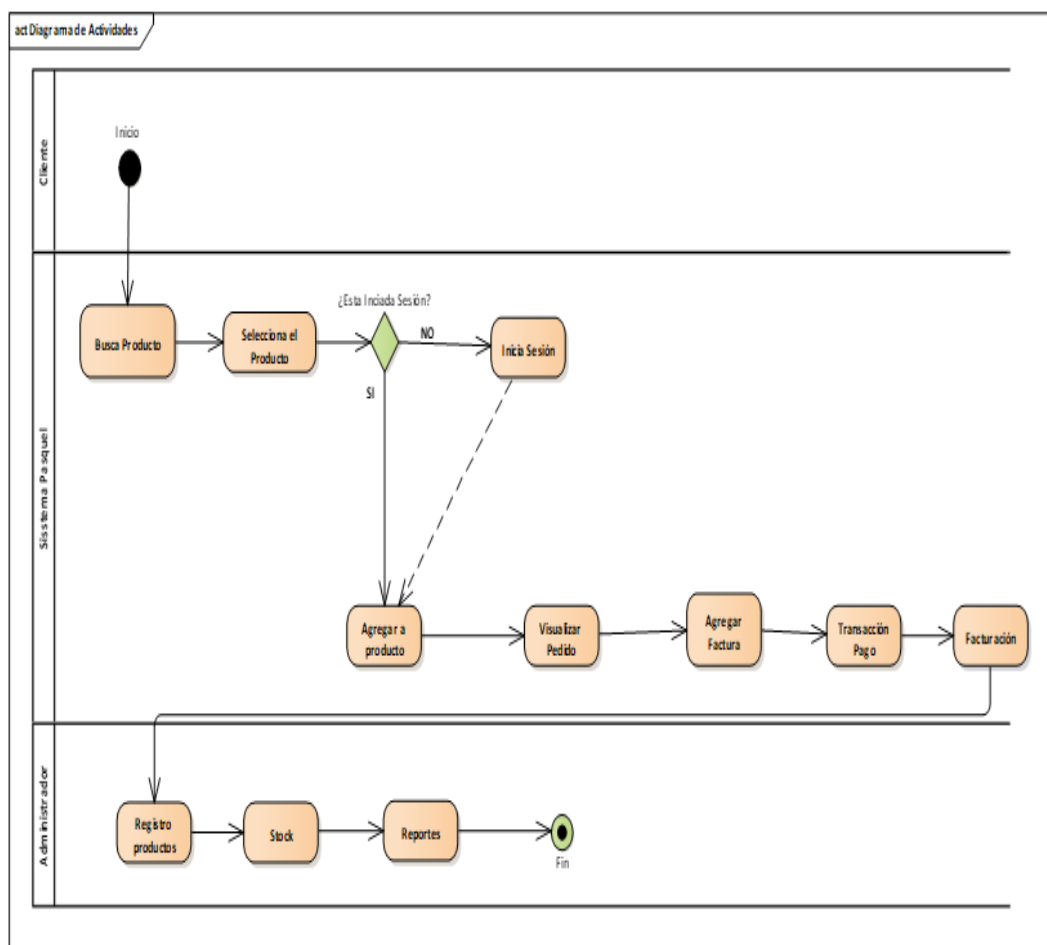 act Diagrama de Actividades
Cliente
Inicio
Sisstema Pasquel
Busca Producto
Selecciona el
Producto
¿Esta Inciada Sesión?
NO
SI
Inicia Sesión
Agregar a
producto
Visualizar
Pedido
Agregar
Factura
Transacción
Pago
Facturación
Administrador
Registro
productos
Stock
Reportes
Fin